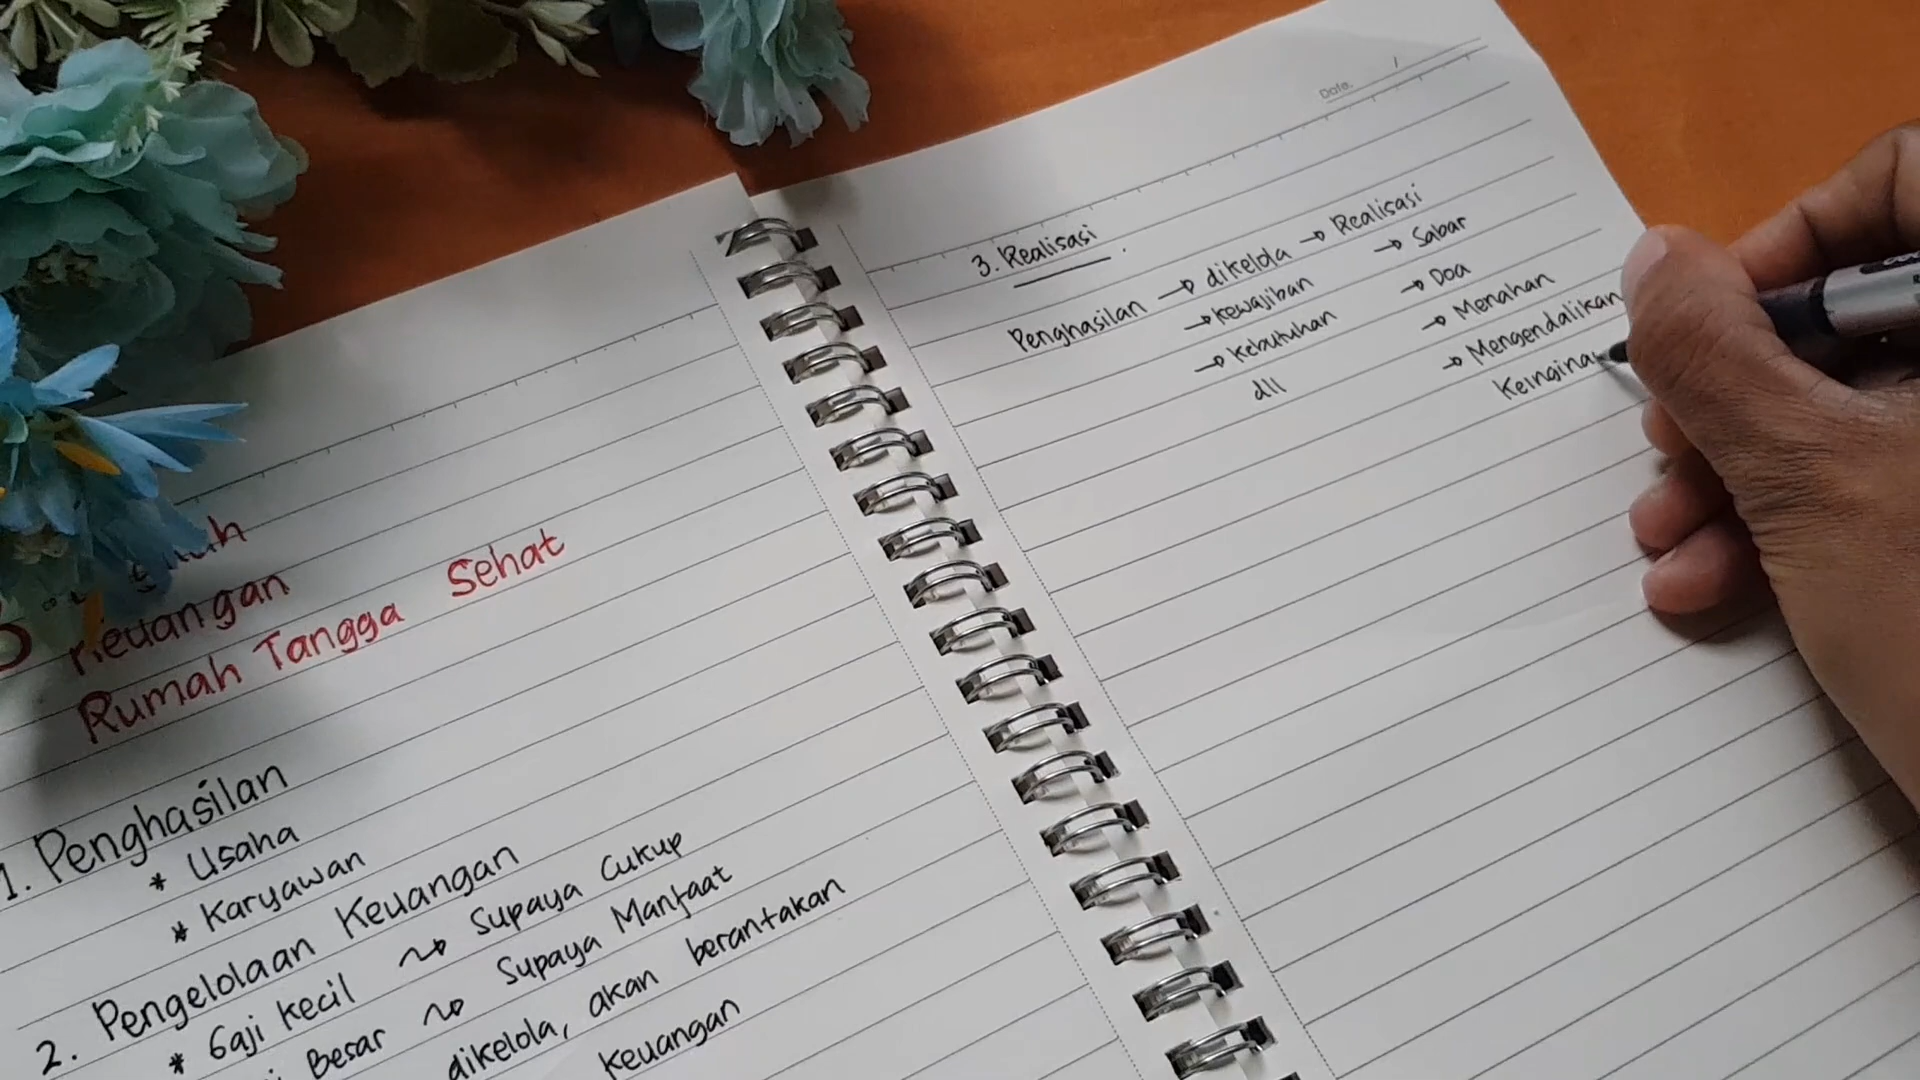 Keuangan
Rumah Tangga Sehat
1. Penghasilan
* Usaha
* Karyawan
2. Pengelolaan Keuangan
* Gaji Kecil → Supaya Cukup
Besar → Supaya Manfaat
dikelola, akan berantakan
Keuangan
Date.
3. Realisasi
Penghasilan → dikelola → Realisasi
→ Kewajiban → Sabar
→ Kebutuhan → Doa
dll → Menahan
→ Mengendalikan
Keinginan